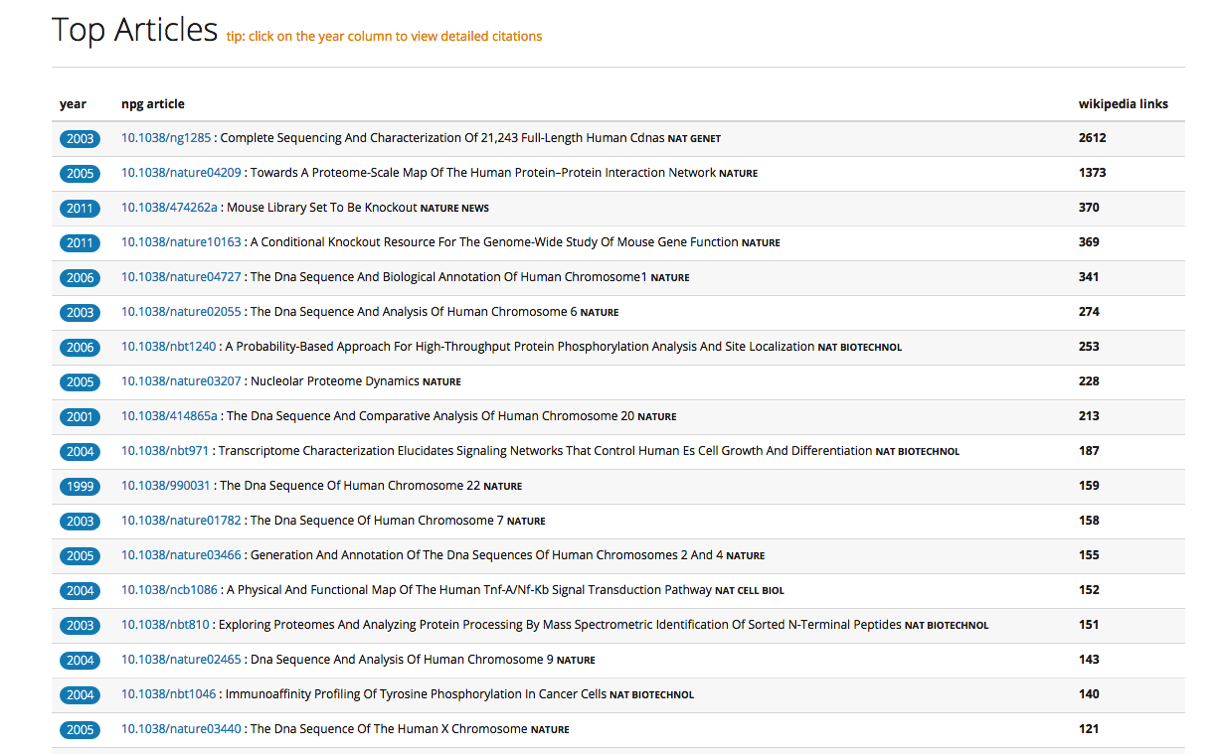 Top Articles tip: click on the year column to view detailed citations
year npg article wikipedia links
2003 10.1038/ng1285 : Complete Sequencing And Characterization Of 21,243 Full-Length Human Cdnas NAT GENET 2612
2005 10.1038/nature04209 : Towards A Proteome-Scale Map Of The Human Protein–Protein Interaction Network NATURE 1373
2011 10.1038/474262a : Mouse Library Set To Be Knockout NATURE NEWS 370
2011 10.1038/nature10163 : A Conditional Knockout Resource For The Genome-Wide Study Of Mouse Gene Function NATURE 369
2006 10.1038/nature04727 : The Dna Sequence And Biological Annotation Of Human Chromosome1 NATURE 341
2003 10.1038/nature02055 : The Dna Sequence And Analysis Of Human Chromosome 6 NATURE 274
2006 10.1038/nbt1240 : A Probability-Based Approach For High-Throughput Protein Phosphorylation Analysis And Site Localization NAT BIOTECHNOL 253
2005 10.1038/nature03207 : Nucleolar Proteome Dynamics NATURE 228
2001 10.1038/414865a : The Dna Sequence And Comparative Analysis Of Human Chromosome 20 NATURE 213
2004 10.1038/nbt971 : Transcriptome Characterization Elucidates Signaling Networks That Control Human Es Cell Growth And Differentiation NAT BIOTECHNOL 187
1999 10.1038/990031 : The Dna Sequence Of Human Chromosome 22 NATURE 159
2003 10.1038/nature01782 : The Dna Sequence Of Human Chromosome 7 NATURE 158
2005 10.1038/nature03466 : Generation And Annotation Of The Dna Sequences Of Human Chromosomes 2 And 4 NATURE 155
2004 10.1038/ncb1086 : A Physical And Functional Map Of The Human Tnf-Α/Nf-Κb Signal Transduction Pathway NAT CELL BIOL 152
2003 10.1038/nbt810 : Exploring Proteomes And Analyzing Protein Processing By Mass Spectrometric Identification Of Sorted N-Terminal Peptides NAT BIOTECHNOL 151
2004 10.1038/nature02465 : Dna Sequence And Analysis Of Human Chromosome 9 NATURE 143
2004 10.1038/nbt1046 : Immunoaffinity Profiling Of Tyrosine Phosphorylation In Cancer Cells NAT BIOTECHNOL 140
2005 10.1038/nature03440 : The Dna Sequence Of The Human X Chromosome NATURE 121